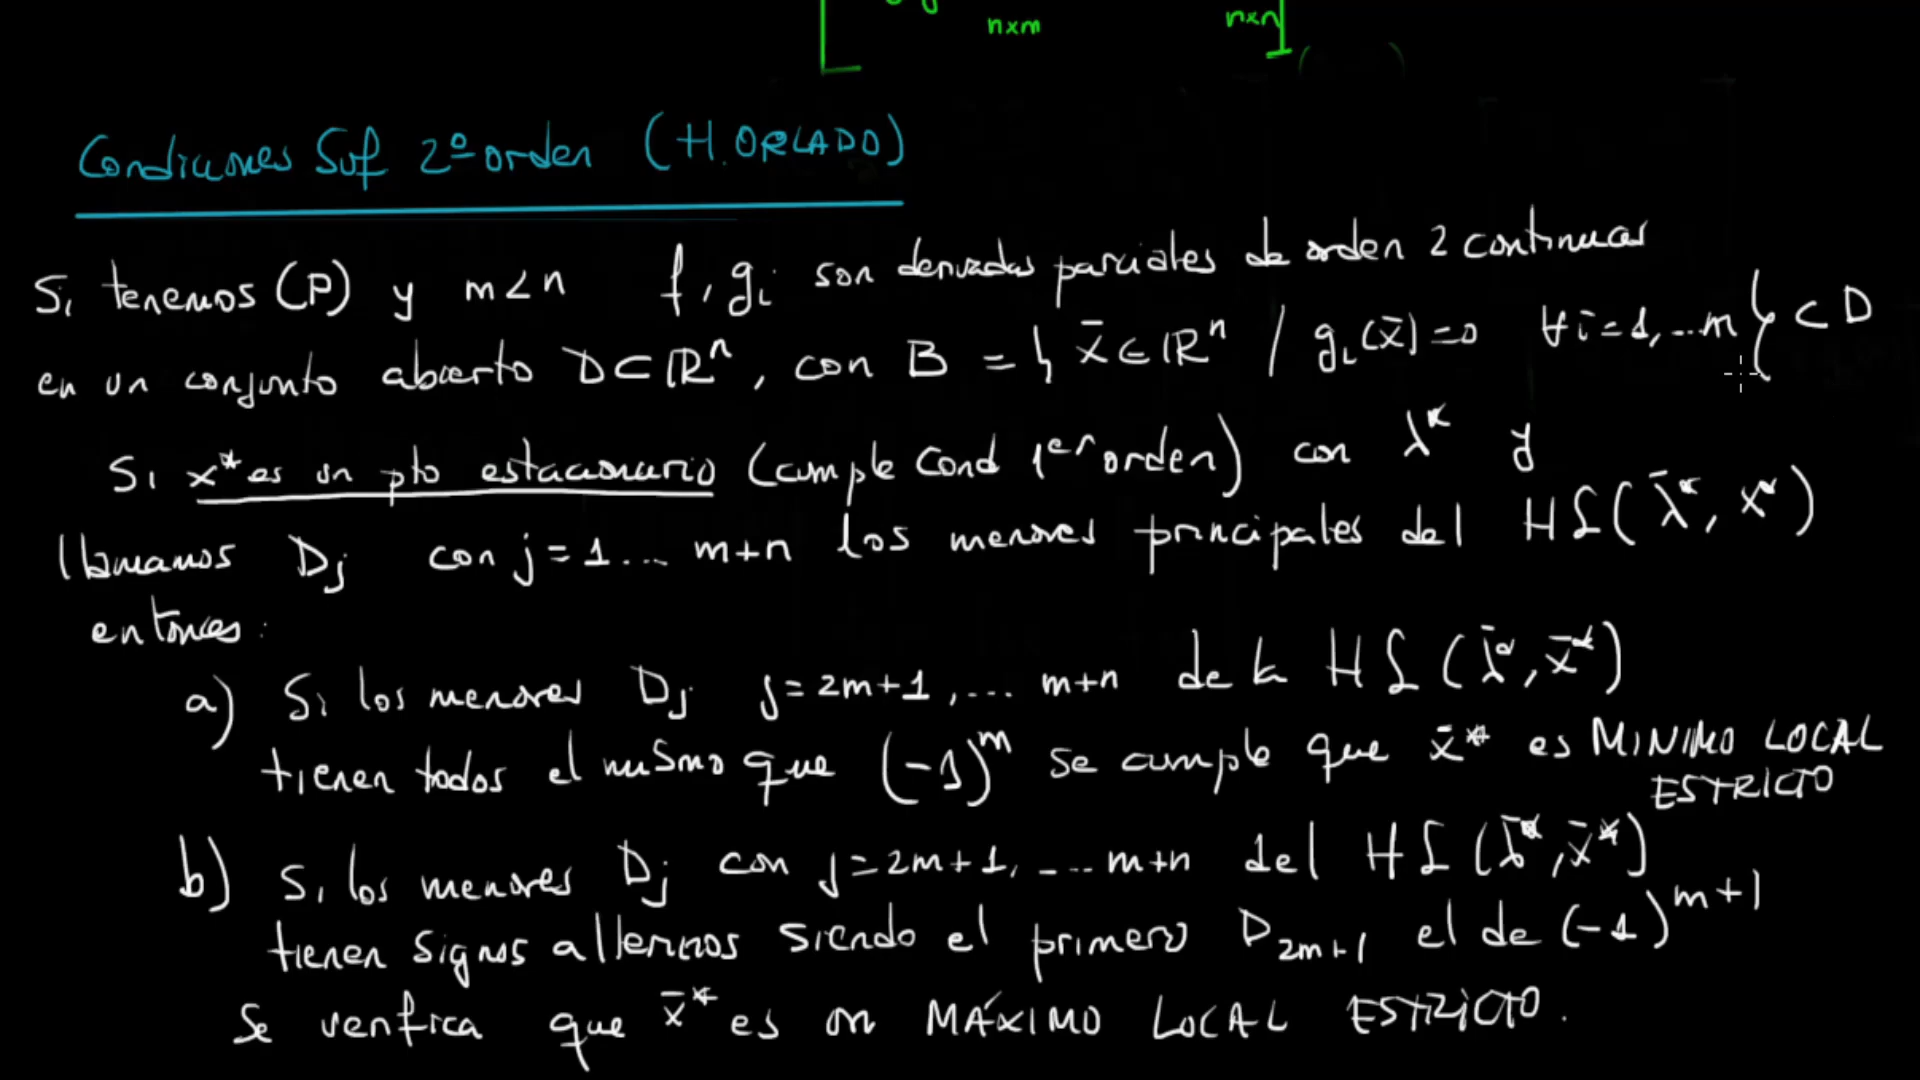 n×m n×n
Condiciones Suf. 2º orden (H. ORLADO)
Si tenemos (P) y m<n f, gᵢ son derivadas parciales de orden 2 continuas
en un conjunto abierto D⊂ℝⁿ, con B = { x̄ ∈ ℝⁿ / gᵢ(x̄)=0 ∀i=1,...m } ⊂ D
Si x* es un pto estacionario (cumple Cond 1er orden) con λ* y
llamamos Dj con j=1... m+n los menores principales del H𝓛(λ̄*, x*)
entonces:
a) Si los menores Dj j=2m+1,... m+n de la H𝓛(λ̄*, x̄*)
tienen todos el mismo que (-1)^m se cumple que x̄* es MINIMO LOCAL
ESTRICTO
b) Si los menores Dj con j=2m+1, ... m+n del H𝓛(λ̄*, x̄*)
tienen signos alternos siendo el primero D₂ₘ₊₁ el de (-1)^{m+1}
Se verifica que x̄* es un MÁXIMO LOCAL ESTRICTO.